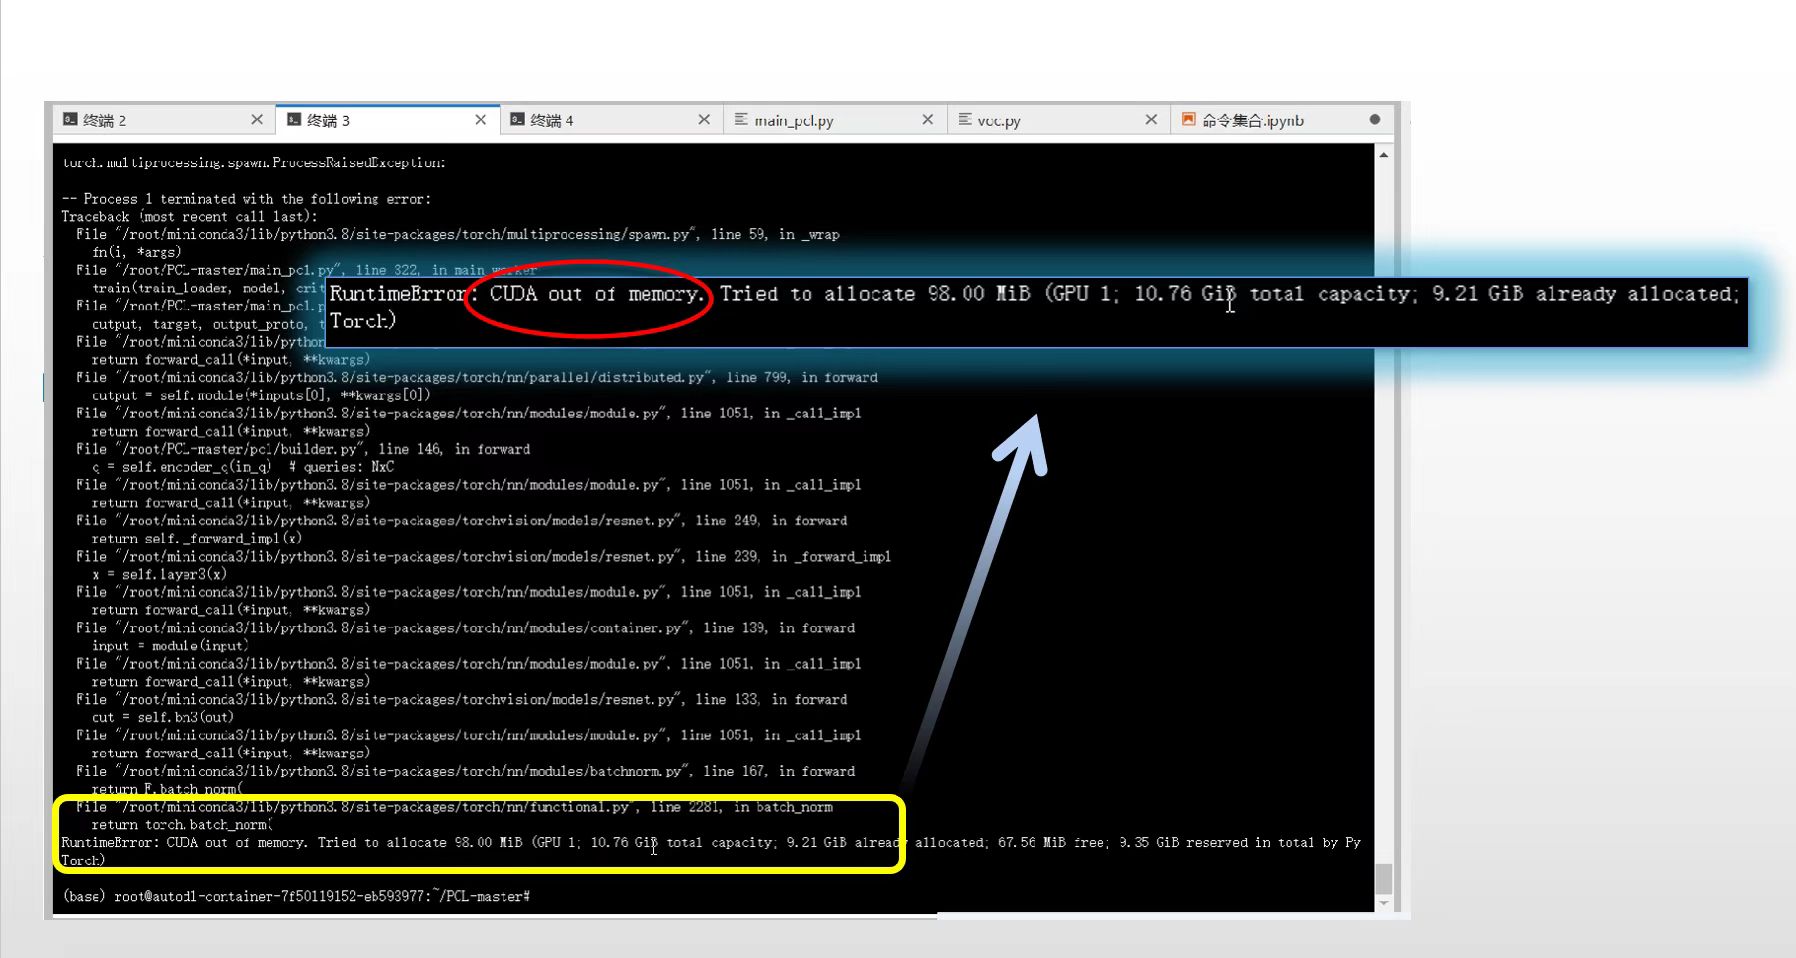 终端 2
终端 3
终端 4
main_pcl.py
voc.py
命令集合.ipynb
torch.multiprocessing.spawn.ProcessRaisedException:
-- Process 1 terminated with the following error:
Traceback (most recent call last):
File "/root/miniconda3/lib/python3.8/site-packages/torch/multiprocessing/spawn.py", line 59, in _wrap
fn(i, *args)
File "/root/PCL-master/main_pcl.py", line 322, in main_worker
train(train_loader, model, cri
RuntimeError: CUDA out of memory. Tried to allocate 98.00 MiB (GPU 1; 10.76 GiB total capacity; 9.21 GiB already allocated;
Torch)
File "/root/PCL-master/main_pcl.p
output, target, output_proto,
File "/root/miniconda3/lib/python
return forward_call(*input, **kwargs)
File "/root/miniconda3/lib/python3.8/site-packages/torch/nn/parallel/distributed.py", line 799, in forward
output = self.module(*inputs[0], **kwargs[0])
File "/root/miniconda3/lib/python3.8/site-packages/torch/nn/modules/module.py", line 1051, in _call_impl
return forward_call(*input, **kwargs)
File "/root/PCL-master/pcl/builder.py", line 146, in forward
q = self.encoder_q(in_q)  # queries: NxC
File "/root/miniconda3/lib/python3.8/site-packages/torch/nn/modules/module.py", line 1051, in _call_impl
return forward_call(*input, **kwargs)
File "/root/miniconda3/lib/python3.8/site-packages/torchvision/models/resnet.py", line 249, in forward
return self._forward_impl(x)
File "/root/miniconda3/lib/python3.8/site-packages/torchvision/models/resnet.py", line 239, in _forward_impl
x = self.layer3(x)
File "/root/miniconda3/lib/python3.8/site-packages/torch/nn/modules/module.py", line 1051, in _call_impl
return forward_call(*input, **kwargs)
File "/root/miniconda3/lib/python3.8/site-packages/torch/nn/modules/container.py", line 139, in forward
input = module(input)
File "/root/miniconda3/lib/python3.8/site-packages/torch/nn/modules/module.py", line 1051, in _call_impl
return forward_call(*input, **kwargs)
File "/root/miniconda3/lib/python3.8/site-packages/torchvision/models/resnet.py", line 133, in forward
out = self.bn3(out)
File "/root/miniconda3/lib/python3.8/site-packages/torch/nn/modules/module.py", line 1051, in _call_impl
return forward_call(*input, **kwargs)
File "/root/miniconda3/lib/python3.8/site-packages/torch/nn/modules/batchnorm.py", line 167, in forward
return F.batch_norm(
File "/root/miniconda3/lib/python3.8/site-packages/torch/nn/functional.py", line 2281, in batch_norm
return torch.batch_norm(
RuntimeError: CUDA out of memory. Tried to allocate 98.00 MiB (GPU 1; 10.76 GiB total capacity; 9.21 GiB already allocated; 67.56 MiB free; 9.35 GiB reserved in total by Py
Torch)
(base) root@autodl-container-7f50119152-eb593977:~/PCL-master#